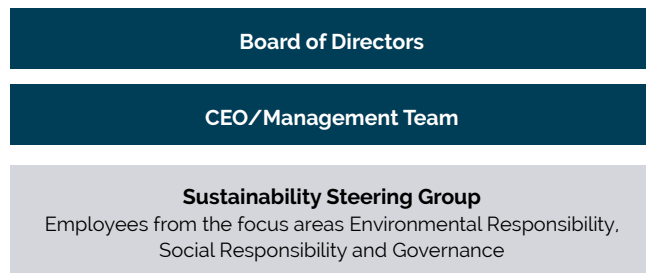 Board of Directors
CEO/Management Team
Sustainability Steering Group
Employees from the focus areas Environmental Responsibility,
Social Responsibility and Governance